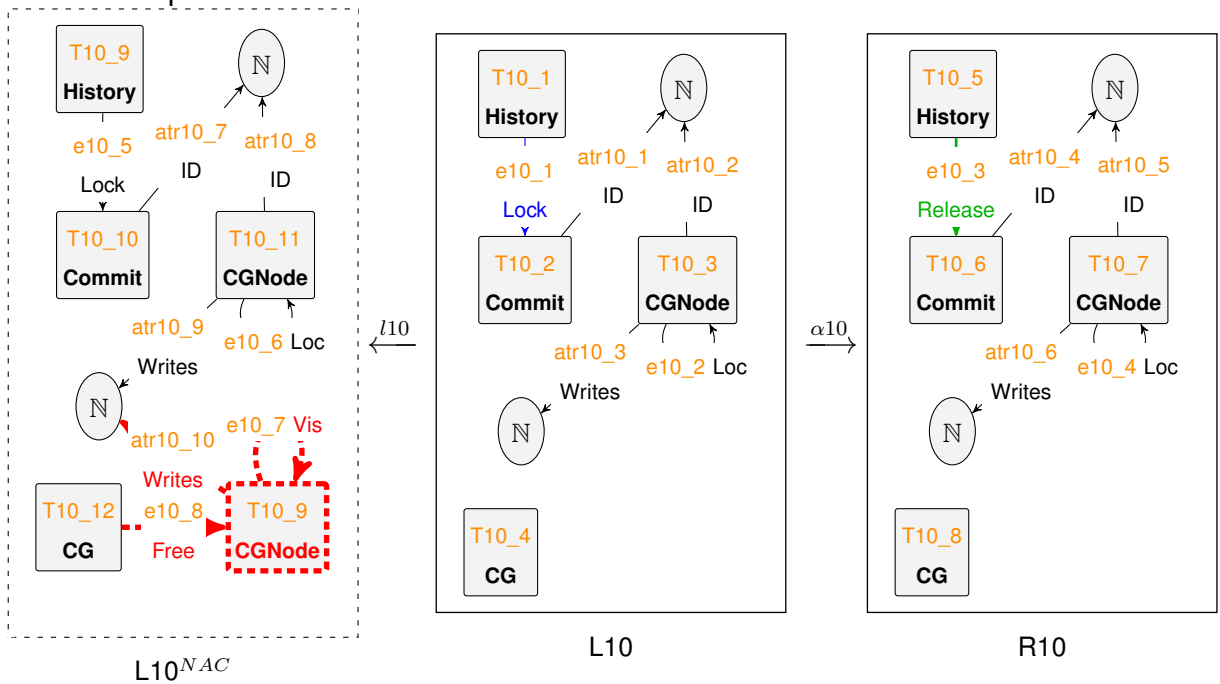 T10_9
History
ℕ
e10_5
atr10_7
atr10_8
Lock
ID
ID
T10_10
Commit
T10_11
CGNode
atr10_9
e10_6 Loc
Writes
ℕ
atr10_10
e10_7 Vis
Writes
T10_12
CG
e10_8
Free
T10_9
CGNode
L10^{NAC}
l10
T10_1
History
ℕ
e10_1
atr10_1
atr10_2
Lock
ID
ID
T10_2
Commit
T10_3
CGNode
atr10_3
e10_2 Loc
Writes
ℕ
T10_4
CG
L10
α10
T10_5
History
ℕ
e10_3
atr10_4
atr10_5
Release
ID
ID
T10_6
Commit
T10_7
CGNode
atr10_6
e10_4 Loc
Writes
ℕ
T10_8
CG
R10